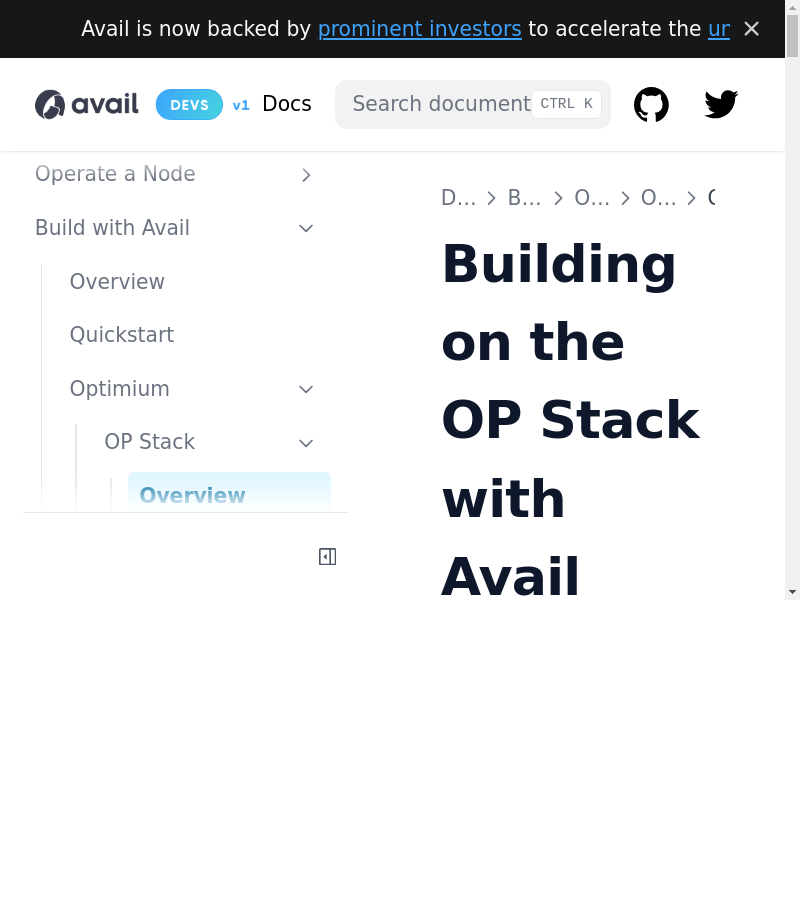 Avail is now backed by prominent investors to accelerate the ur
avail DEVS v1 Docs
Search document CTRL K
Operate a Node
Build with Avail
Overview
Quickstart
Optimium
OP Stack
Overview
D… > B… > O… > O… >
Building
on the
OP Stack
with
Avail